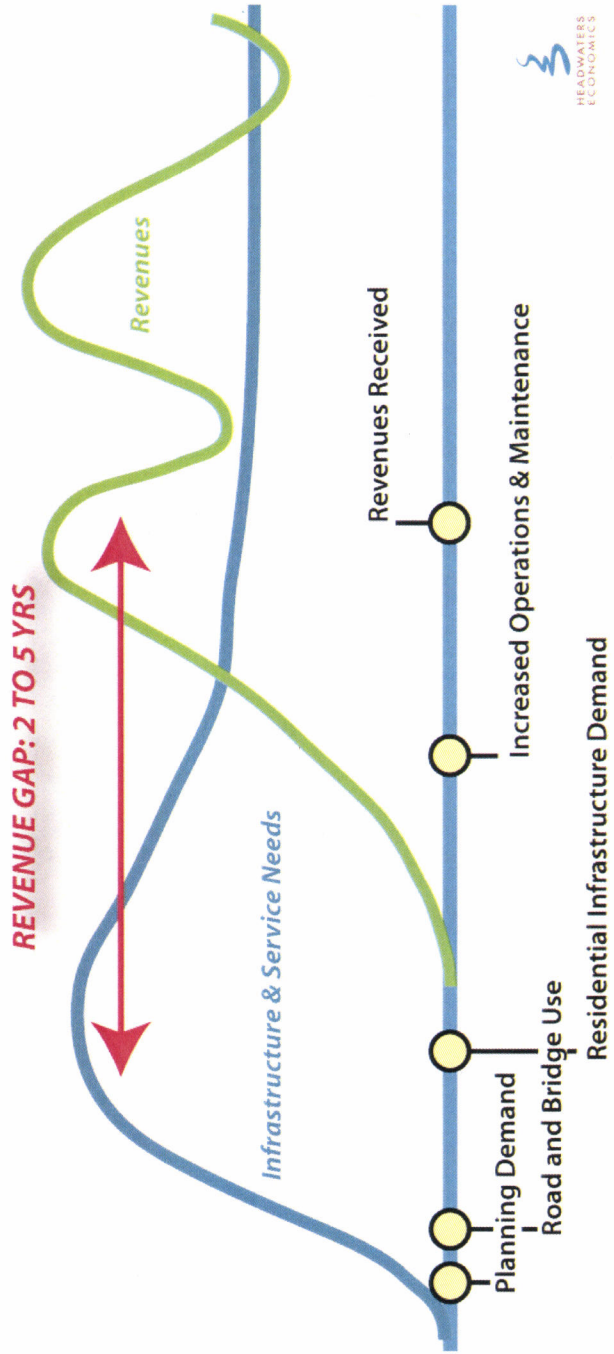 REVENUE GAP: 2 TO 5 YRS
Revenues
Infrastructure & Service Needs
Revenues Received
Planning Demand
Road and Bridge Use
Increased Operations & Maintenance
Residential Infrastructure Demand
HEADWATERS
ECONOMICS